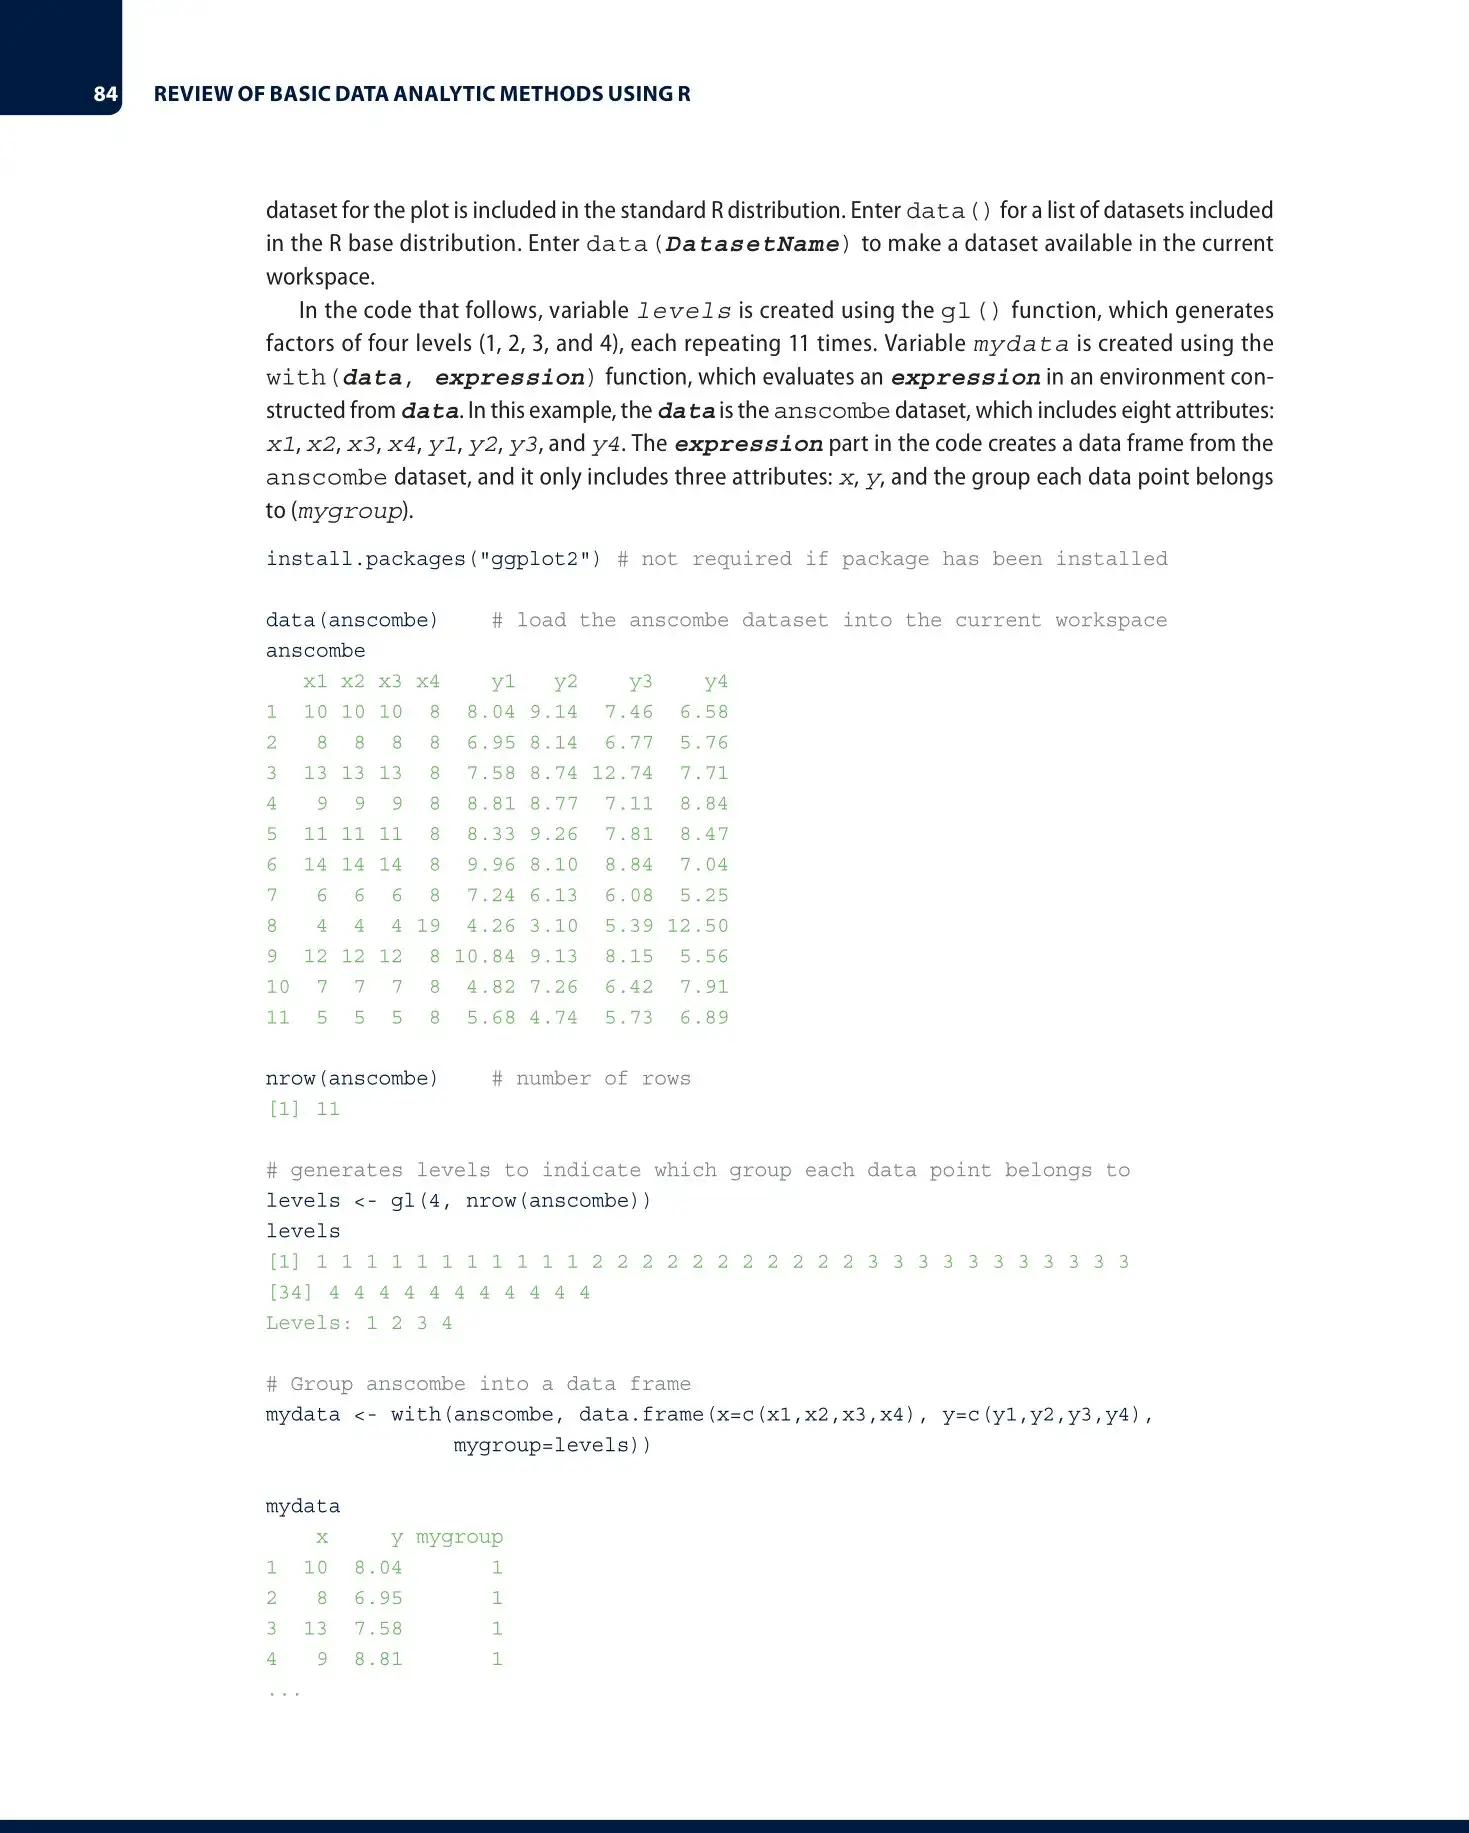 84 REVIEW OF BASIC DATA ANALYTIC METHODS USING R
dataset for the plot is included in the standard R distribution. Enter data() for a list of datasets included
in the R base distribution. Enter data(DatasetName) to make a dataset available in the current
workspace.
In the code that follows, variable levels is created using the gl() function, which generates
factors of four levels (1, 2, 3, and 4), each repeating 11 times. Variable mydata is created using the
with(data, expression) function, which evaluates an expression in an environment con-
structed from data. In this example, the data is the anscombe dataset, which includes eight attributes:
x1, x2, x3, x4, y1, y2, y3, and y4. The expression part in the code creates a data frame from the
anscombe dataset, and it only includes three attributes: x, y, and the group each data point belongs
to (mygroup).
install.packages("ggplot2") # not required if package has been installed
data(anscombe)    # load the anscombe dataset into the current workspace
anscombe
   x1 x2 x3 x4    y1   y2    y3    y4
1  10 10 10  8  8.04 9.14  7.46  6.58
2   8  8  8  8  6.95 8.14  6.77  5.76
3  13 13 13  8  7.58 8.74 12.74  7.71
4   9  9  9  8  8.81 8.77  7.11  8.84
5  11 11 11  8  8.33 9.26  7.81  8.47
6  14 14 14  8  9.96 8.10  8.84  7.04
7   6  6  6  8  7.24 6.13  6.08  5.25
8   4  4  4 19  4.26 3.10  5.39 12.50
9  12 12 12  8 10.84 9.13  8.15  5.56
10  7  7  7  8  4.82 7.26  6.42  7.91
11  5  5  5  8  5.68 4.74  5.73  6.89
nrow(anscombe)    # number of rows
[1] 11
# generates levels to indicate which group each data point belongs to
levels <- gl(4, nrow(anscombe))
levels
[1] 1 1 1 1 1 1 1 1 1 1 1 2 2 2 2 2 2 2 2 2 2 2 3 3 3 3 3 3 3 3 3 3 3
[34] 4 4 4 4 4 4 4 4 4 4 4
Levels: 1 2 3 4
# Group anscombe into a data frame
mydata <- with(anscombe, data.frame(x=c(x1,x2,x3,x4), y=c(y1,y2,y3,y4),
               mygroup=levels))
mydata
    x     y mygroup
1  10  8.04       1
2   8  6.95       1
3  13  7.58       1
4   9  8.81       1
...